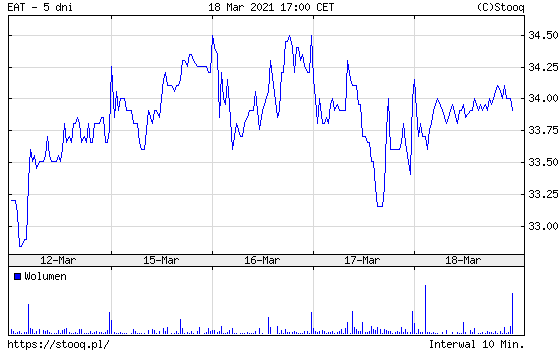 EAT - 5 dni 18 Mar 2021 17:00 CET (C)Stooq
34.50
34.25
34.00
33.75
33.50
33.25
33.00
12-Mar 15-Mar 16-Mar 17-Mar 18-Mar
Wolumen
https://stooq.pl/ Interwal 10 Min.